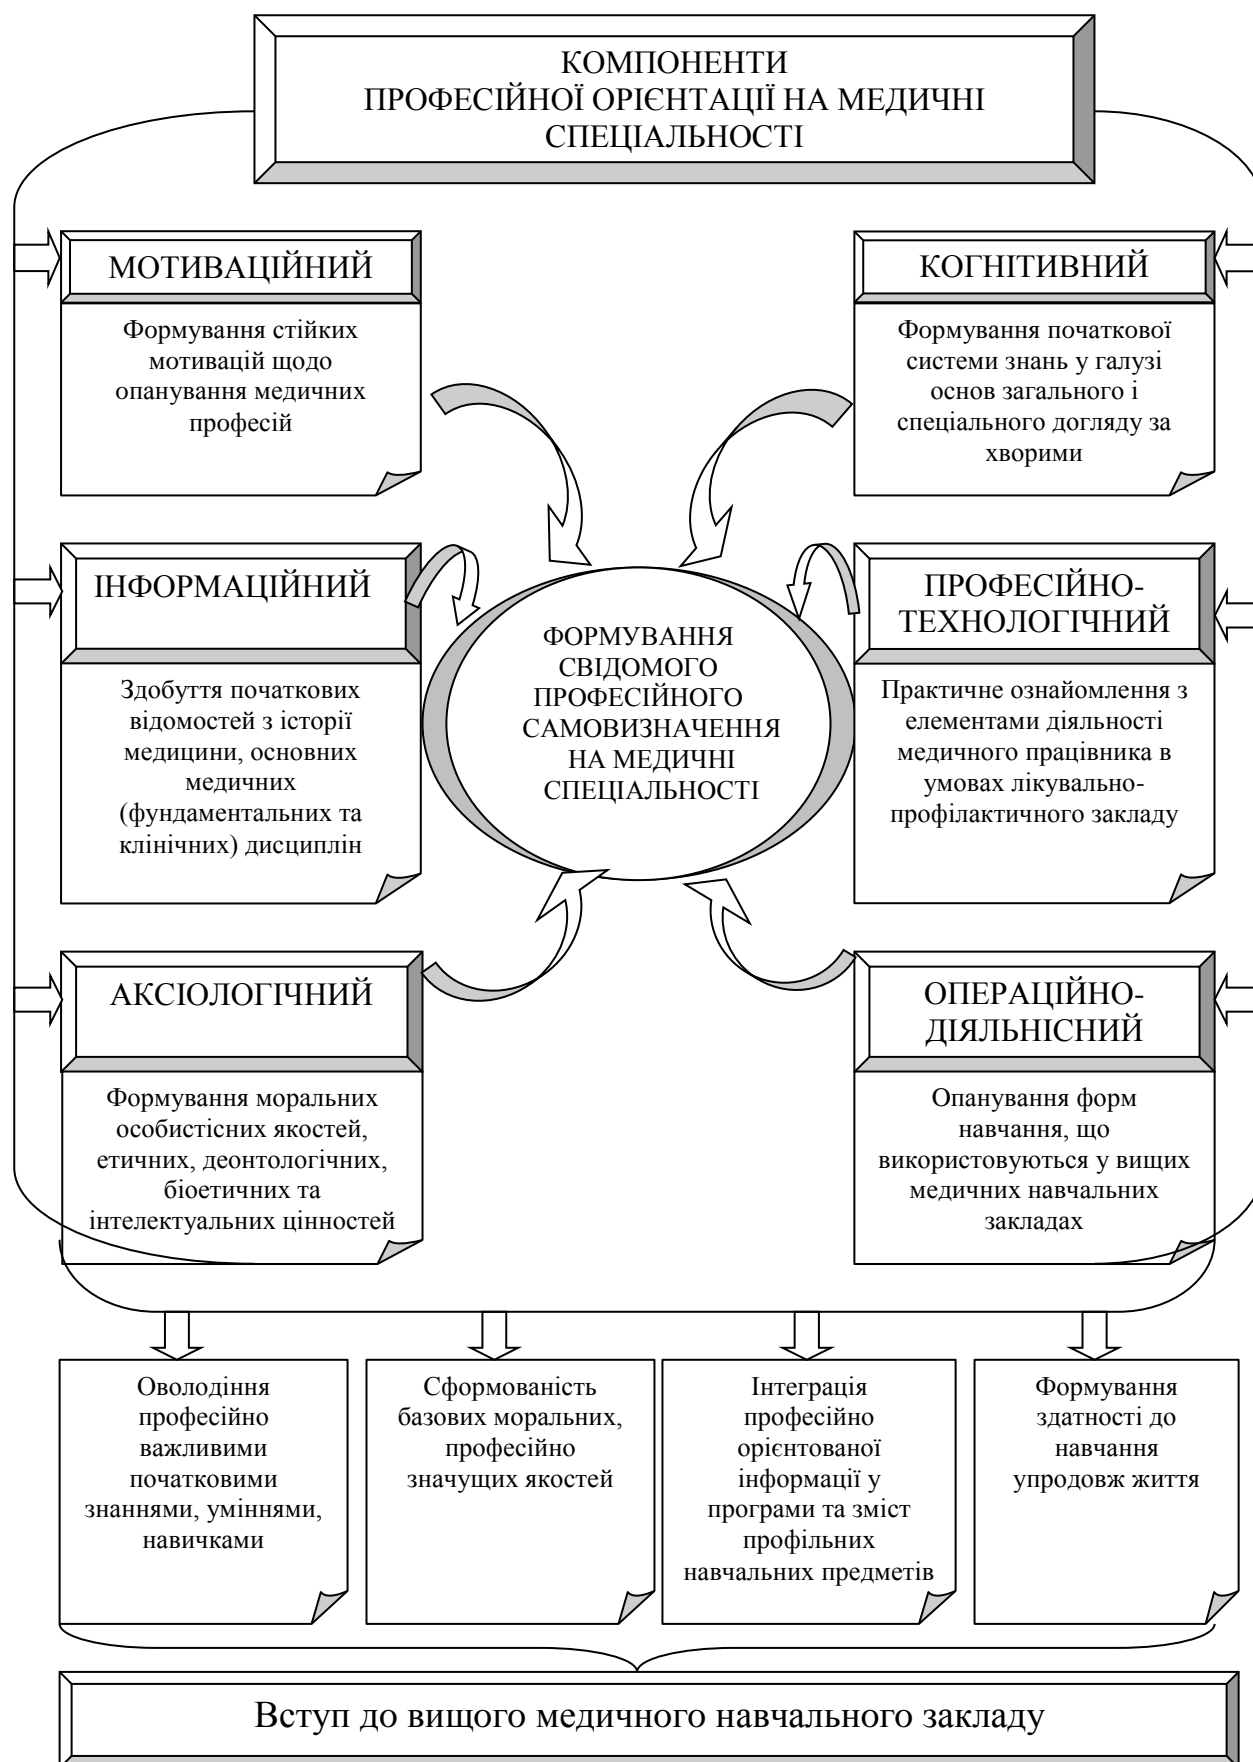 КОМПОНЕНТИ
ПРОФЕСІЙНОЇ ОРІЄНТАЦІЇ НА МЕДИЧНІ
СПЕЦІАЛЬНОСТІ
МОТИВАЦІЙНИЙ
Формування стійких
мотивацій щодо
опанування медичних
професій
КОГНІТИВНИЙ
Формування початкової
системи знань у галузі
основ загального і
спеціального догляду за
хворими
ІНФОРМАЦІЙНИЙ
Здобуття початкових
відомостей з історії
медицини, основних
медичних
(фундаментальних та
клінічних) дисциплін
ФОРМУВАННЯ
СВІДОМОГО
ПРОФЕСІЙНОГО
САМОВИЗНАЧЕННЯ
НА МЕДИЧНІ
СПЕЦІАЛЬНОСТІ
ПРОФЕСІЙНО-
ТЕХНОЛОГІЧНИЙ
Практичне ознайомлення з
елементами діяльності
медичного працівника в
умовах лікувально-
профілактичного закладу
АКСІОЛОГІЧНИЙ
Формування моральних
особистісних якостей,
етичних, деонтологічних,
біоетичних та
інтелектуальних цінностей
ОПЕРАЦІЙНО-
ДІЯЛЬНІСНИЙ
Опанування форм
навчання, що
використовуються у вищих
медичних навчальних
закладах
Оволодіння
професійно
важливими
початковими
знаннями, уміннями,
навичками
Сформованість
базових моральних,
професійно
значущих якостей
Інтеграція
професійно
орієнтованої
інформації у
програми та зміст
профільних
навчальних предметів
Формування
здатності до
навчання
упродовж життя
Вступ до вищого медичного навчального закладу